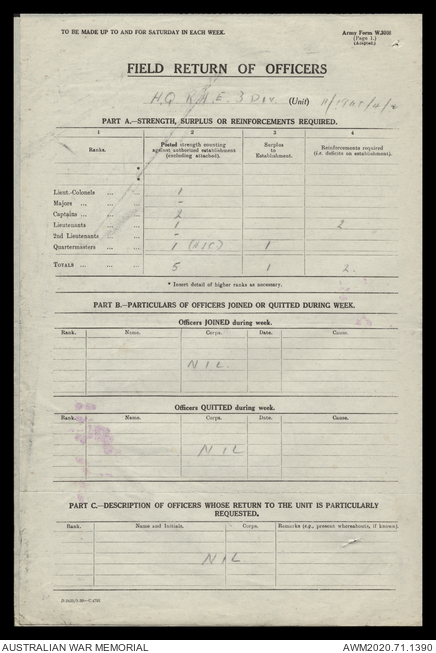 TO BE MADE UP TO AND FOR SATURDAY IN EACH WEEK.
Army Form W.3008
(Page 1.)
(Adapted.)
FIELD RETURN OF OFFICERS
H.Q R.A.E. 3 Div. (Unit)
PART A.—STRENGTH, SURPLUS OR REINFORCEMENTS REQUIRED.
1 2 3 4
Ranks. Posted strength counting against authorised establishment (excluding attached). Surplus to Establishment. Reinforcements required (i.e. deficits on establishment).
*
*
Lieut.-Colonels ... ... 1
Majors ... ... ... -
Captains ... ... ... 2
Lieutenants ... ... 1 2
2nd Lieutenants ... ... -
Quartermasters ... ... 1 (HIC) 1
TOTALS ... ... ... 5 1 2.
* Insert detail of higher ranks as necessary.
PART B.—PARTICULARS OF OFFICERS JOINED OR QUITTED DURING WEEK.
Officers JOINED during week.
Rank. Name. Corps. Date. Cause.
NIL.
Officers QUITTED during week.
Rank. Name. Corps. Date. Cause.
NIL
PART C.—DESCRIPTION OF OFFICERS WHOSE RETURN TO THE UNIT IS PARTICULARLY
REQUESTED.
Rank. Name and Initials. Corps. Remarks (e.g., present whereabouts, if known).
NIL
AUSTRALIAN WAR MEMORIAL
AWM2020.71.1390